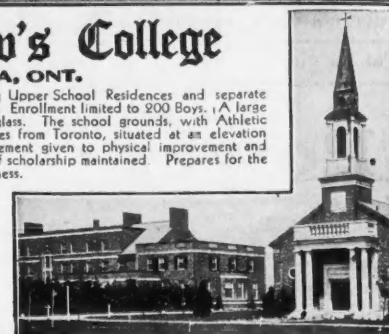 w's College
A, ONT.
Upper School Residences and separate
Enrollment limited to 200 Boys. A large
lass. The school grounds, with Athletic
es from Toronto, situated at an elevation
ement given to physical improvement and
f scholarship maintained. Prepares for the
ness.